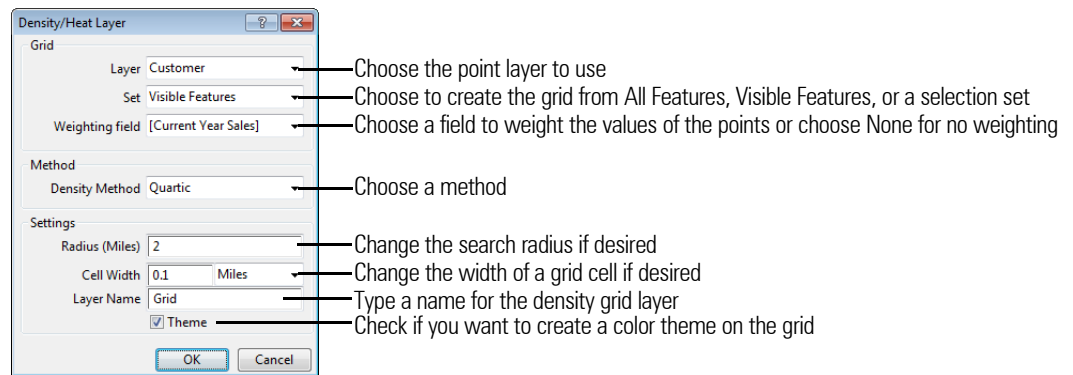 Density/Heat Layer
Grid
Layer Customer Choose the point layer to use
Set Visible Features Choose to create the grid from All Features, Visible Features, or a selection set
Weighting field [Current Year Sales] Choose a field to weight the values of the points or choose None for no weighting
Method
Density Method Quartic Choose a method
Settings
Radius (Miles) 2 Change the search radius if desired
Cell Width 0.1 Miles Change the width of a grid cell if desired
Layer Name Grid Type a name for the density grid layer
Theme Check if you want to create a color theme on the grid
OK Cancel